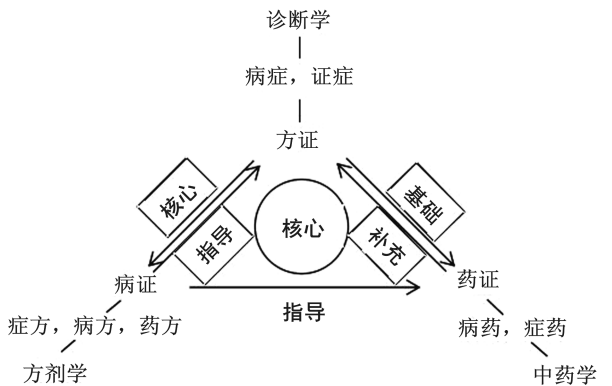 诊断学
病症，证症
方证
核心
基础
指导
核心
补充
病证
药证
指导
症方，病方，药方
病药，症药
方剂学
中药学